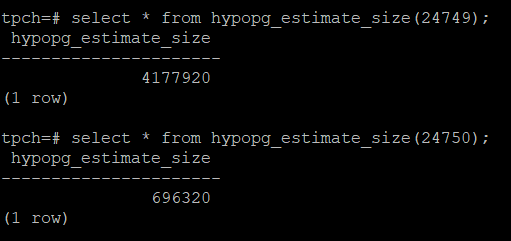 tpch=# select * from hypopg_estimate_size(24749);
 hypopg_estimate_size
----------------------
              4177920
(1 row)

tpch=# select * from hypopg_estimate_size(24750);
 hypopg_estimate_size
----------------------
               696320
(1 row)